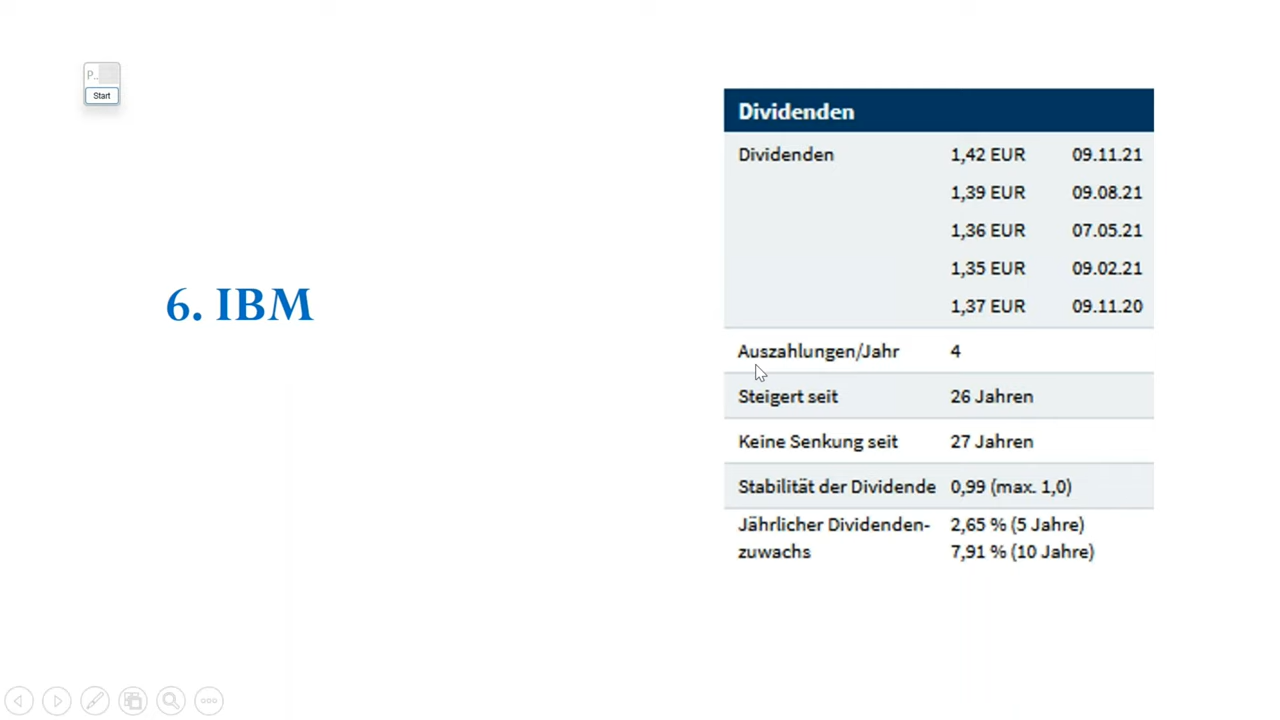 P...
Start
6. IBM
Dividenden
Dividenden 1,42 EUR 09.11.21
1,39 EUR 09.08.21
1,36 EUR 07.05.21
1,35 EUR 09.02.21
1,37 EUR 09.11.20
Auszahlungen/Jahr 4
Steigert seit 26 Jahren
Keine Senkung seit 27 Jahren
Stabilität der Dividende 0,99 (max. 1,0)
Jährlicher Dividenden- 2,65 % (5 Jahre)
zuwachs 7,91 % (10 Jahre)